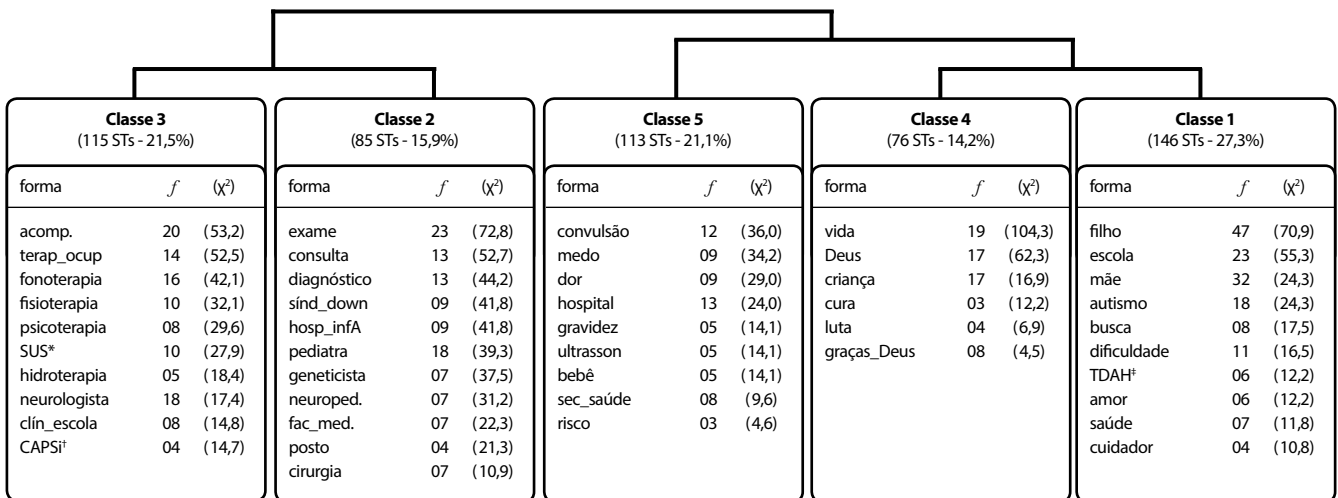 Classe 3
(115 STs - 21,5%)
forma f (χ²)
acomp. 20 (53,2)
terap_ocup 14 (52,5)
fonoterapia 16 (42,1)
fisioterapia 10 (32,1)
psicoterapia 08 (29,6)
SUS* 10 (27,9)
hidroterapia 05 (18,4)
neurologista 18 (17,4)
clín_escola 08 (14,8)
CAPSi† 04 (14,7)
Classe 2
(85 STs - 15,9%)
forma f (χ²)
exame 23 (72,8)
consulta 13 (52,7)
diagnóstico 13 (44,2)
sínd_down 09 (41,8)
hosp_infA 09 (41,8)
pediatra 18 (39,3)
geneticista 07 (37,5)
neuroped. 07 (31,2)
fac_med. 07 (22,3)
posto 04 (21,3)
cirurgia 07 (10,9)
Classe 5
(113 STs - 21,1%)
forma f (χ²)
convulsão 12 (36,0)
medo 09 (34,2)
dor 09 (29,0)
hospital 13 (24,0)
gravidez 05 (14,1)
ultrasson 05 (14,1)
bebê 05 (14,1)
sec_saúde 08 (9,6)
risco 03 (4,6)
Classe 4
(76 STs - 14,2%)
forma f (χ²)
vida 19 (104,3)
Deus 17 (62,3)
criança 17 (16,9)
cura 03 (12,2)
luta 04 (6,9)
graças_Deus 08 (4,5)
Classe 1
(146 STs - 27,3%)
forma f (χ²)
filho 47 (70,9)
escola 23 (55,3)
mãe 32 (24,3)
autismo 18 (24,3)
busca 08 (17,5)
dificuldade 11 (16,5)
TDAH‡ 06 (12,2)
amor 06 (12,2)
saúde 07 (11,8)
cuidador 04 (10,8)